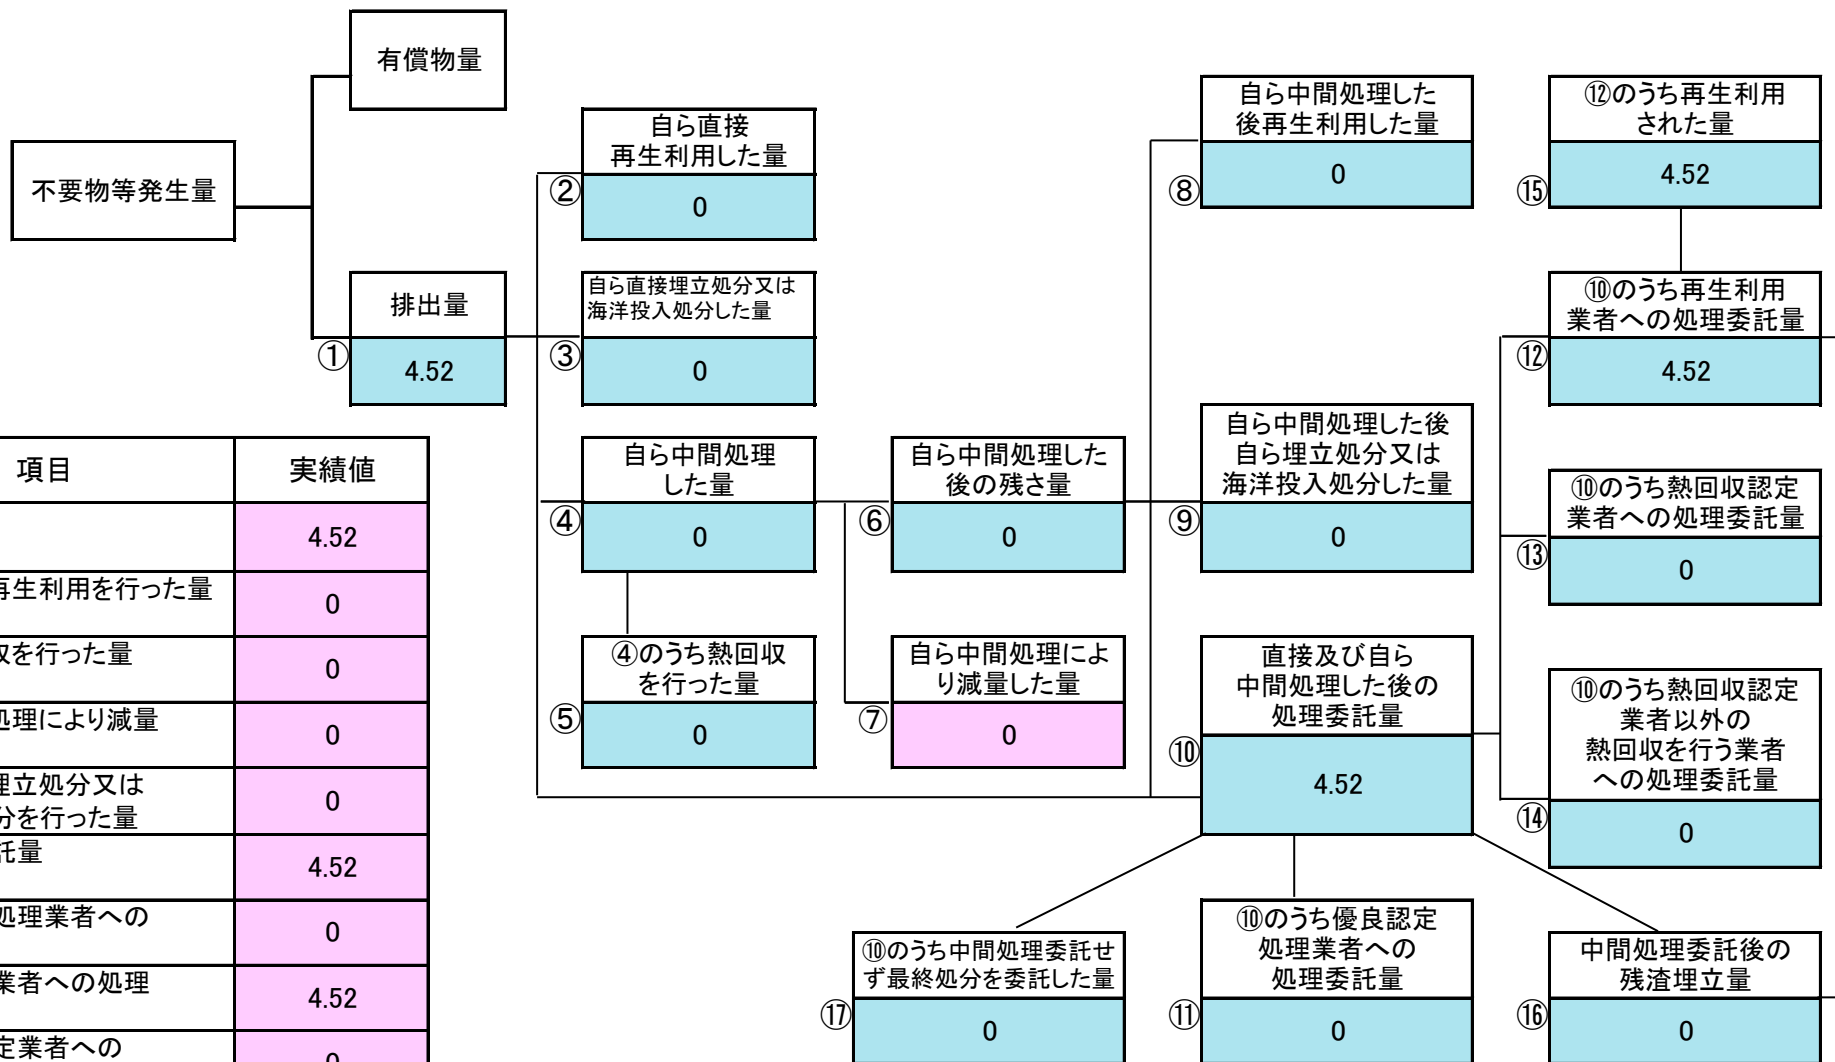 有償物量
不要物等発生量
排出量
①
4.52
自ら直接
再生利用した量
②
0
自ら直接埋立処分又は
海洋投入処分した量
③
0
自ら中間処理
した量
④
0
④のうち熱回収
を行った量
⑤
0
自ら中間処理した
後の残さ量
⑥
0
自ら中間処理によ
り減量した量
⑦
0
自ら中間処理した
後再生利用した量
⑧
0
自ら中間処理した後
自ら埋立処分又は
海洋投入処分した量
⑨
0
直接及び自ら
中間処理した後の
処理委託量
⑩
4.52
⑩のうち優良認定
処理業者への
処理委託量
⑪
0
⑩のうち中間処理委託せ
ず最終処分を委託した量
⑰
0
⑫のうち再生利用
された量
⑮
4.52
⑩のうち再生利用
業者への処理委託量
⑫
4.52
⑩のうち熱回収認定
業者への処理委託量
⑬
0
⑩のうち熱回収認定
業者以外の
熱回収を行う業者
への処理委託量
⑭
0
中間処理委託後の
残渣埋立量
⑯
0
項目 実績値
4.52
再生利用を行った量
0
収を行った量
0
処理により減量
0
埋立処分又は
分を行った量
0
託量
4.52
処理業者への
0
業者への処理
4.52
定業者への
0